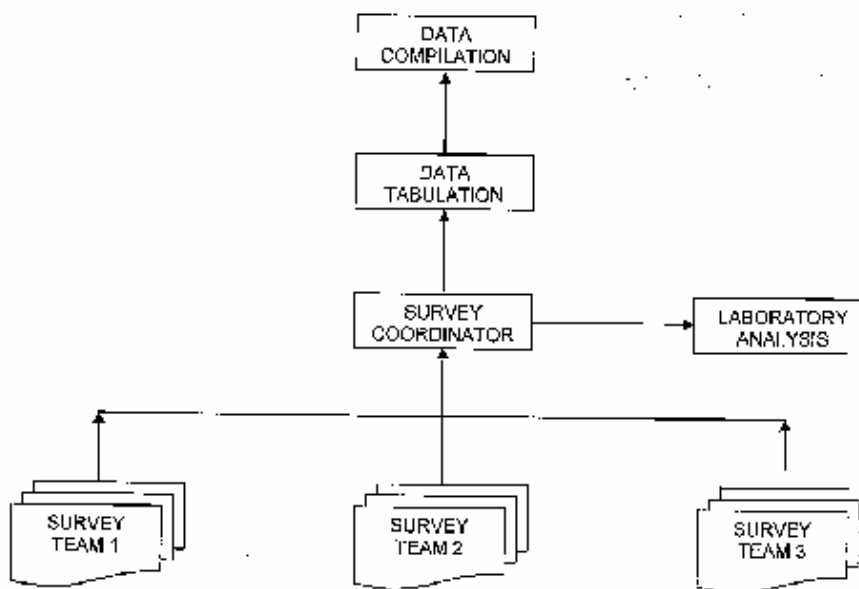 DATA
COMPILATION
DATA
TABULATION
SURVEY
COORDINATOR
LABORATORY
ANALYSIS
SURVEY
TEAM 1
SURVEY
TEAM 2
SURVEY
TEAM 3